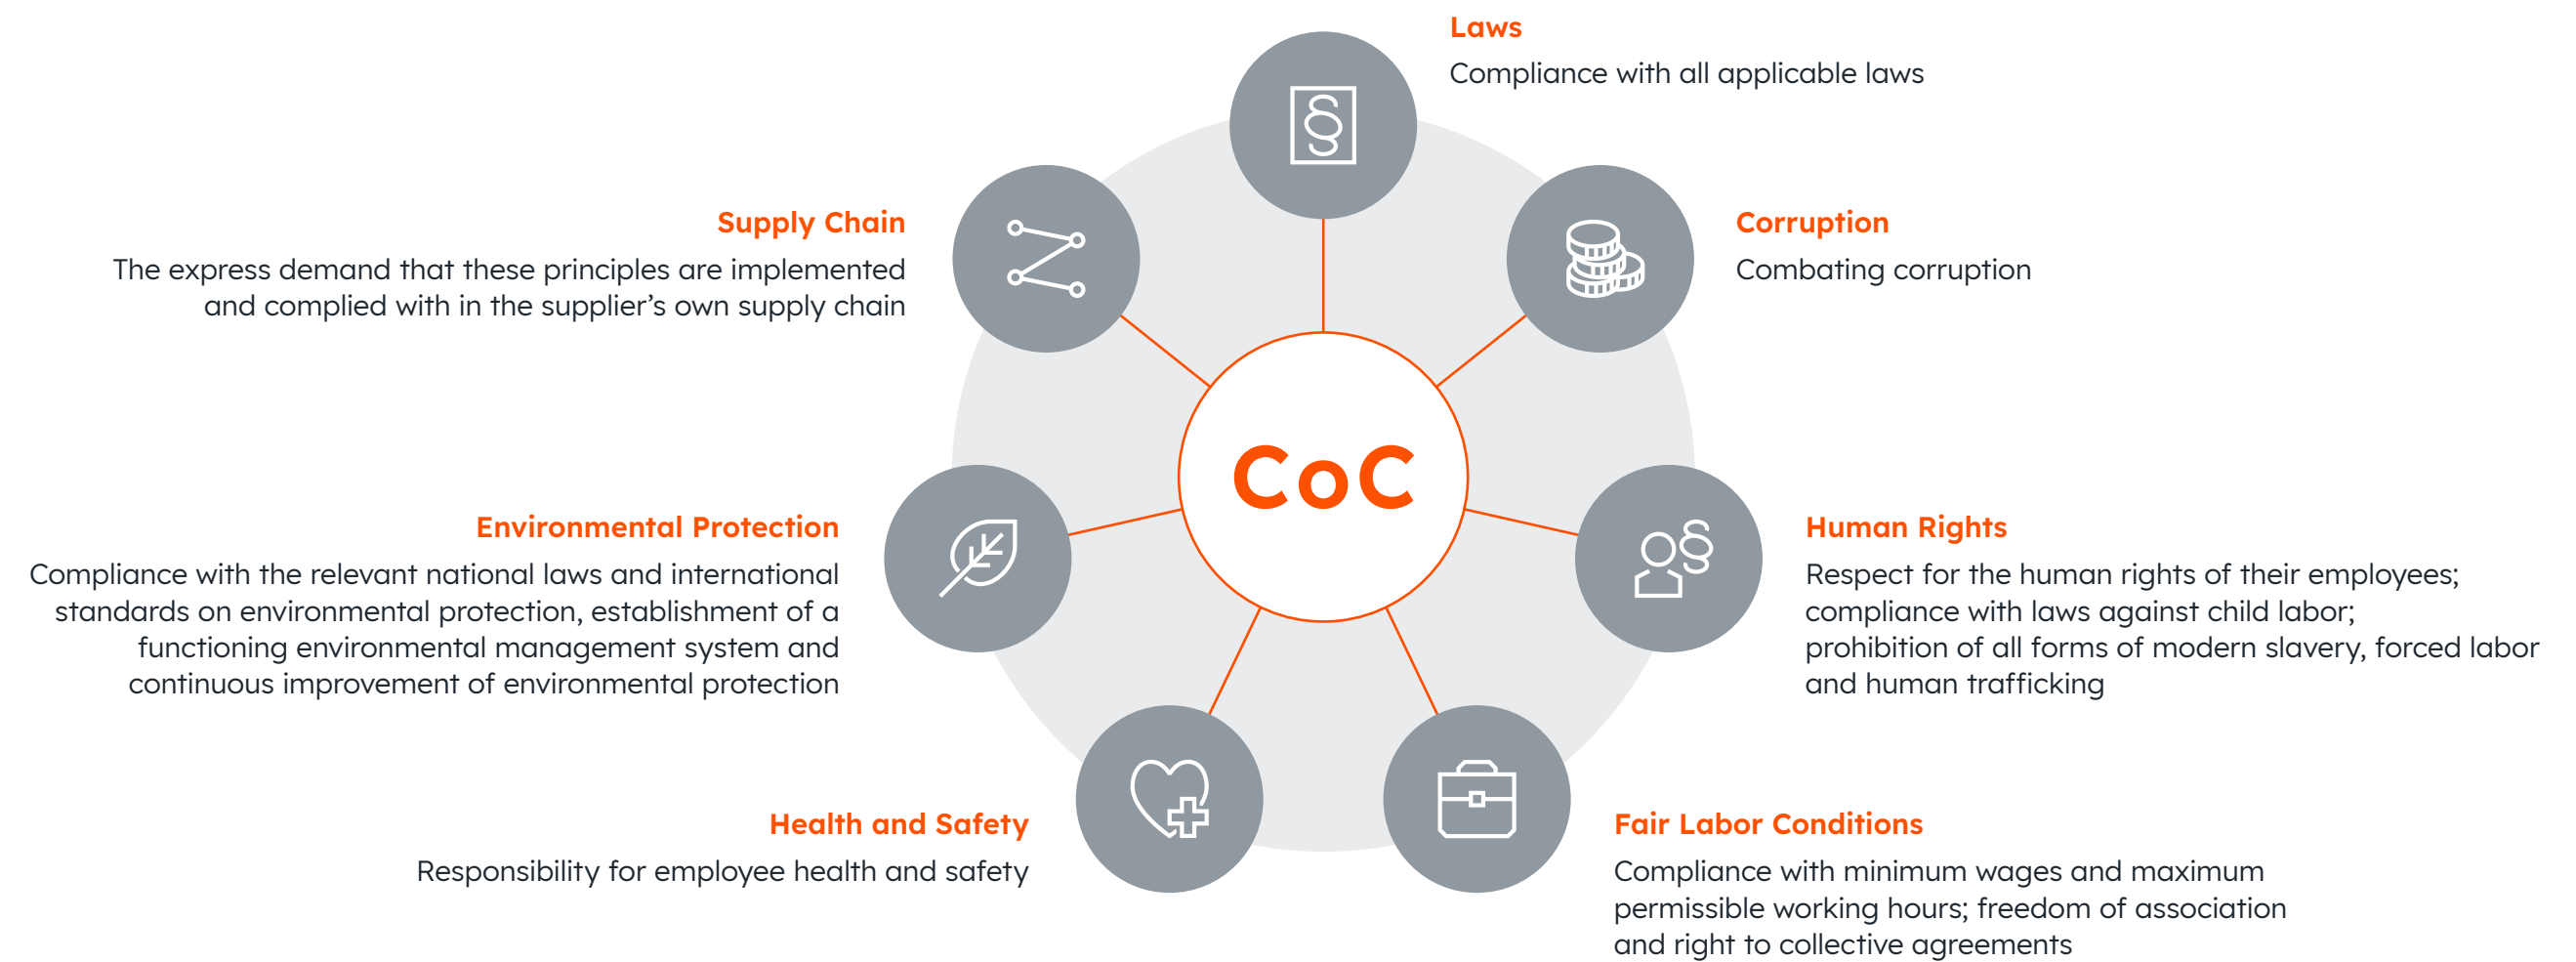 Laws
Compliance with all applicable laws
Corruption
Combating corruption
Human Rights
Respect for the human rights of their employees;
compliance with laws against child labor;
prohibition of all forms of modern slavery, forced labor
and human trafficking
Fair Labor Conditions
Compliance with minimum wages and maximum
permissible working hours; freedom of association
and right to collective agreements
Health and Safety
Responsibility for employee health and safety
Environmental Protection
Compliance with the relevant national laws and international
standards on environmental protection, establishment of a
functioning environmental management system and
continuous improvement of environmental protection
Supply Chain
The express demand that these principles are implemented
and complied with in the supplier’s own supply chain
CoC